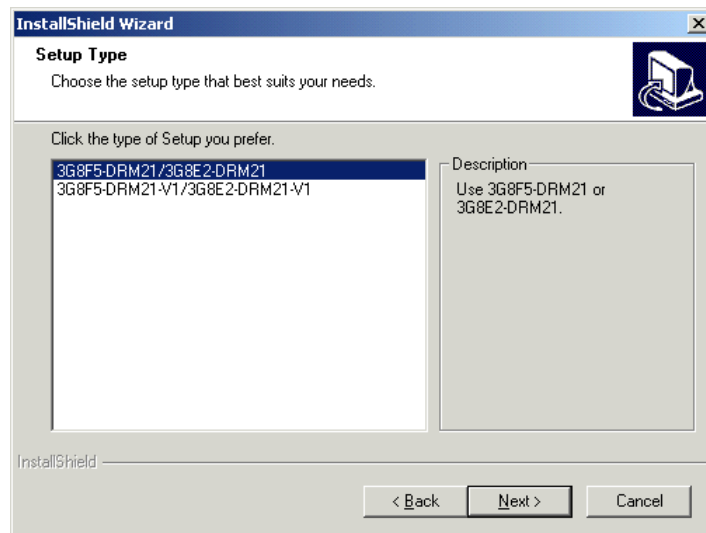 InstallShield Wizard
Setup Type
Choose the setup type that best suits your needs.
Click the type of Setup you prefer.
3G8F5-DRM21/3G8E2-DRM21
3G8F5-DRM21-V1/3G8E2-DRM21-V1
Description
Use 3G8F5-DRM21 or
3G8E2-DRM21.
InstallShield
< Back
Next >
Cancel